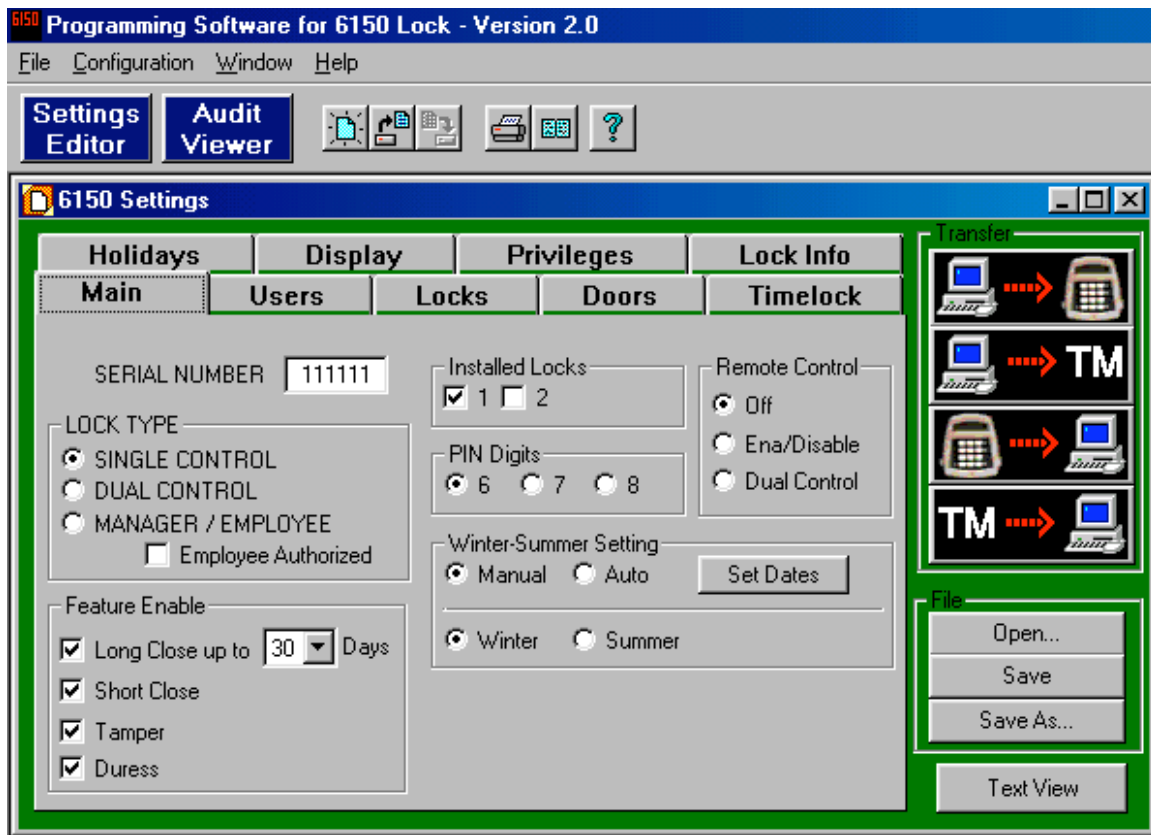 6150 Programming Software for 6150 Lock - Version 2.0
File Configuration Window Help
Settings Editor
Audit Viewer
?
6150 Settings
Holidays Display Privileges Lock Info
Main Users Locks Doors Timelock
SERIAL NUMBER 111111
LOCK TYPE
SINGLE CONTROL
DUAL CONTROL
MANAGER / EMPLOYEE
Employee Authorized
Feature Enable
Long Close up to 30 Days
Short Close
Tamper
Duress
Installed Locks
1 2
PIN Digits
6 7 8
Remote Control
Off
Ena/Disable
Dual Control
Winter-Summer Setting
Manual Auto Set Dates
Winter Summer
Transfer
TM
TM
File
Open...
Save
Save As...
Text View